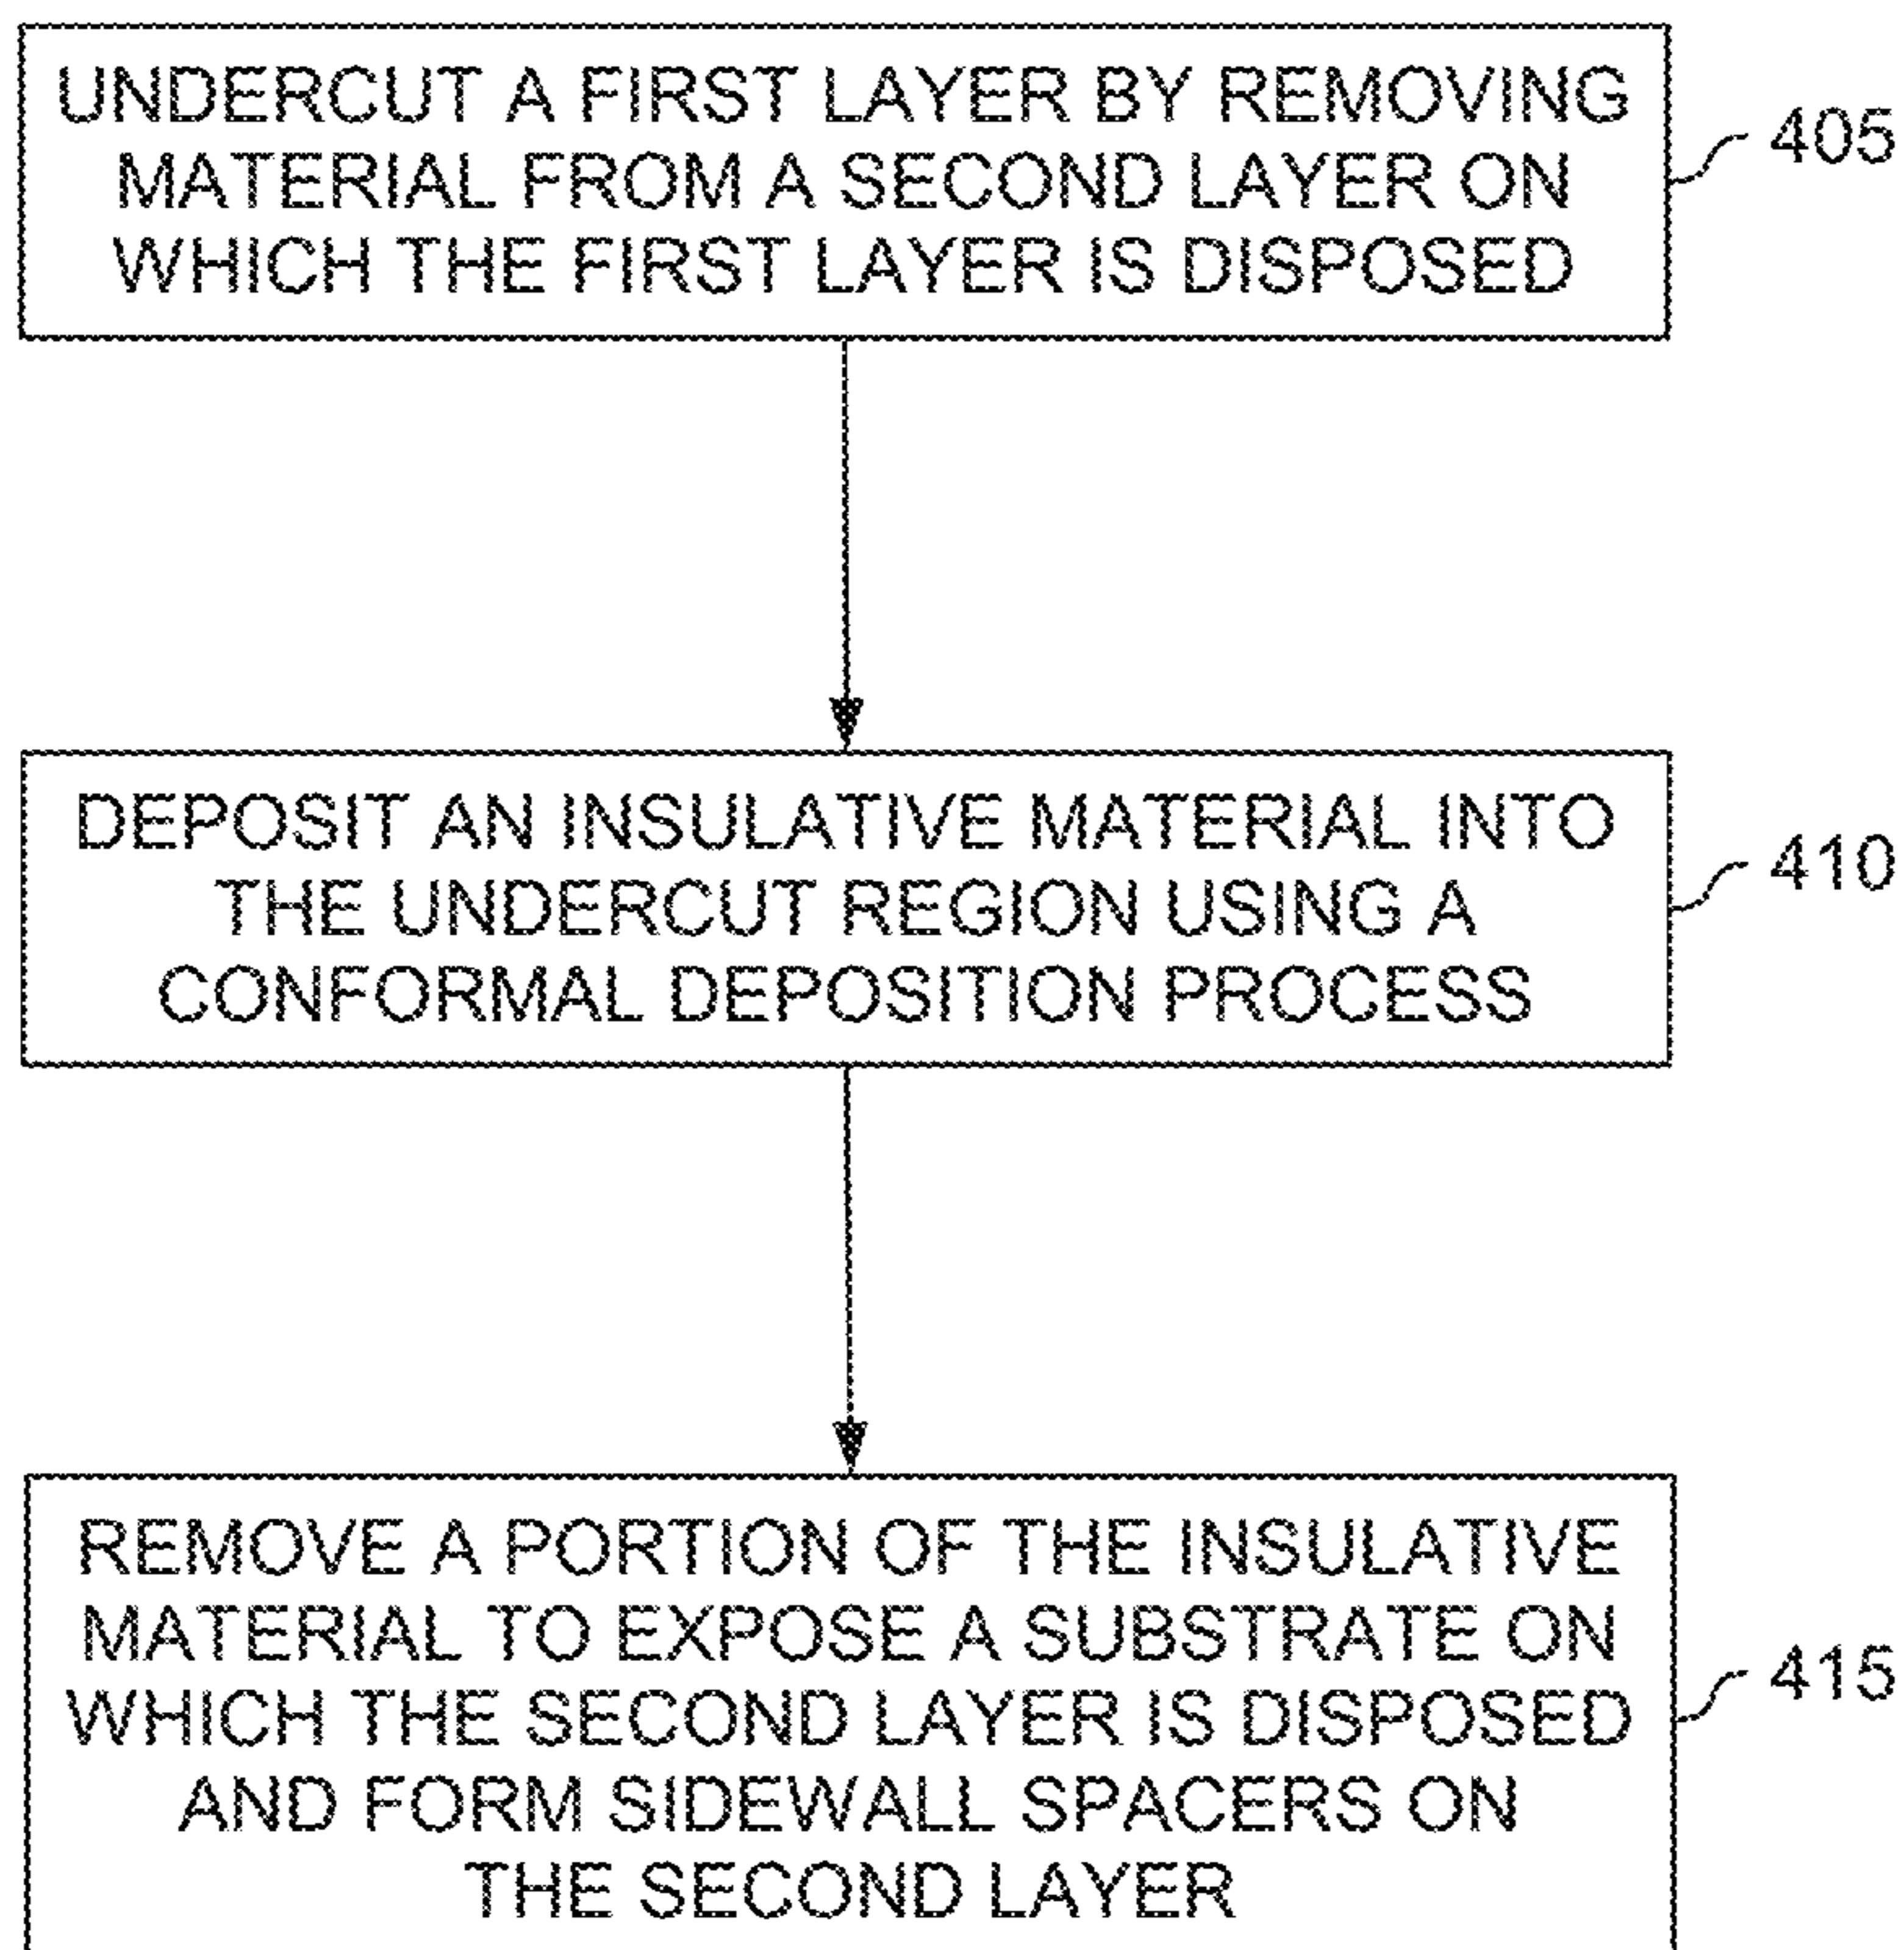 UNDERCUT A FIRST LAYER BY REMOVING
MATERIAL FROM A SECOND LAYER ON
WHICH THE FIRST LAYER IS DISPOSED
405
DEPOSIT AN INSULATIVE MATERIAL INTO
THE UNDERCUT REGION USING A
CONFORMAL DEPOSITION PROCESS
410
REMOVE A PORTION OF THE INSULATIVE
MATERIAL TO EXPOSE A SUBSTRATE ON
WHICH THE SECOND LAYER IS DISPOSED
AND FORM SIDEWALL SPACERS ON
THE SECOND LAYER
415